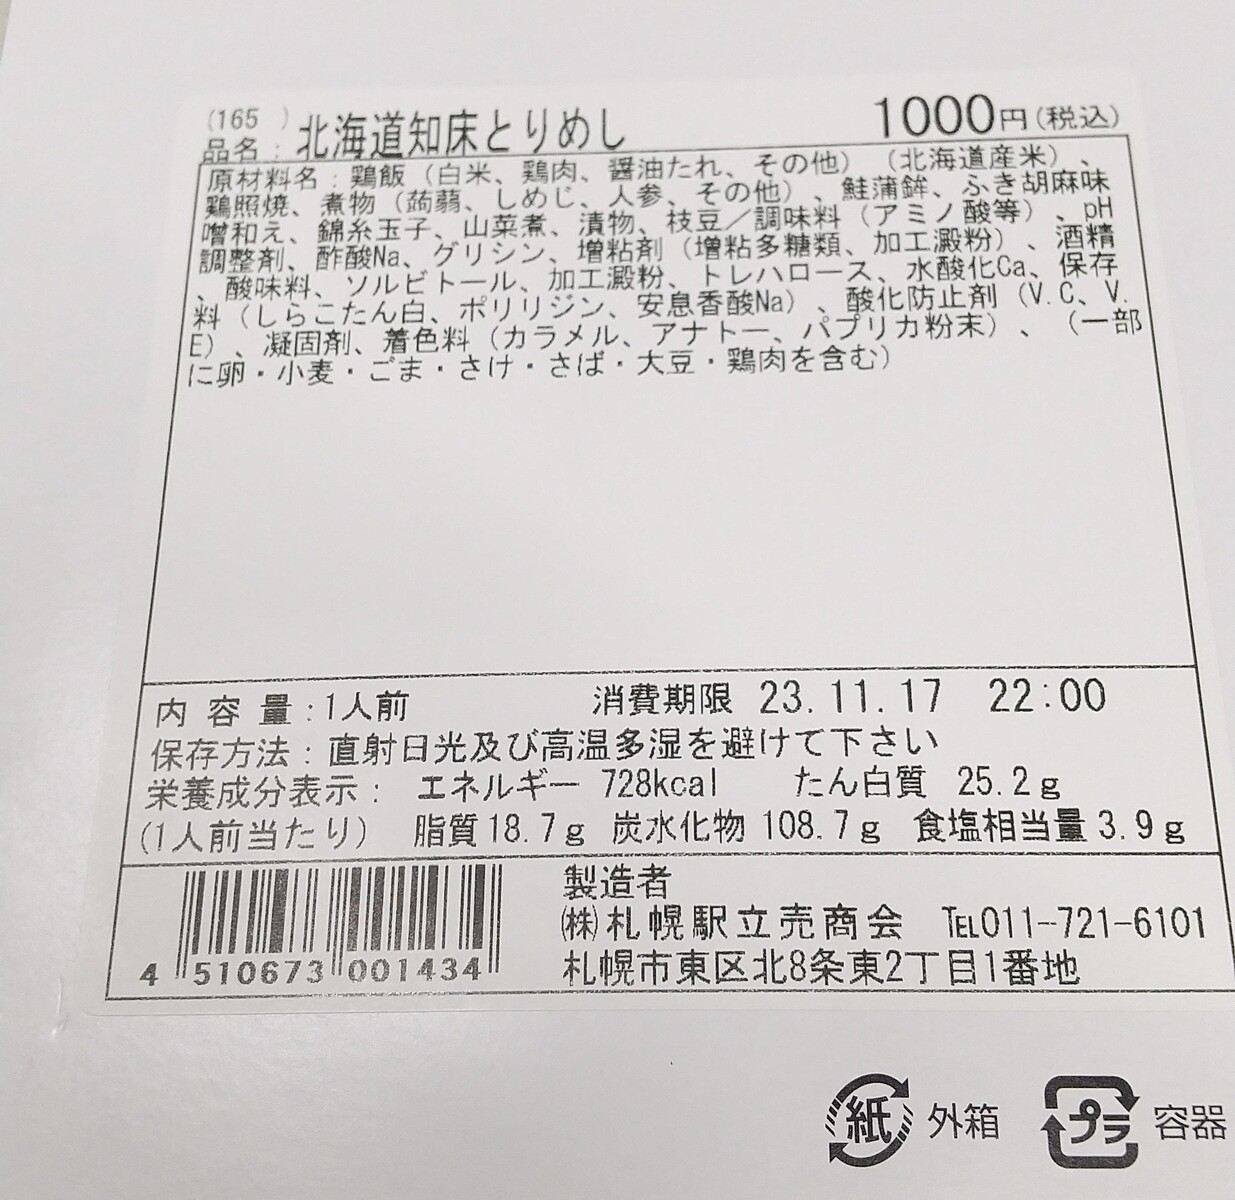 (165 )
品名: 北海道知床とりめし 1000円(税込)
原材料名:鶏飯(白米、鶏肉、醤油たれ、その他)(北海道産米)、
鶏照焼、煮物(蒟蒻、しめじ、人参、その他)、鮭蒲鉾、ふき胡麻味
噌和え、錦糸玉子、山菜煮、漬物、枝豆/調味料(アミノ酸等)、pH
調整剤、酢酸Na、グリシン、増粘剤(増粘多糖類、加工澱粉)、酒精
、酸味料、ソルビトール、加工澱粉、トレハロース、水酸化Ca、保存
料(しらこたん白、ポリリジン、安息香酸Na)、酸化防止剤(V.C、V.
E)、凝固剤、着色料(カラメル、アナトー、パプリカ粉末)、(一部
に卵・小麦・ごま・さけ・さば・大豆・鶏肉を含む)
内容量:1人前 消費期限 23.11.17 22:00
保存方法:直射日光及び高温多湿を避けて下さい
栄養成分表示: エネルギー 728kcal たん白質 25.2g
(1人前当たり) 脂質18.7g 炭水化物 108.7g 食塩相当量3.9g
製造者
(株)札幌駅立売商会 TEL011-721-6101
札幌市東区北8条東2丁目1番地
4 510673 001434
紙 外箱 プラ 容器